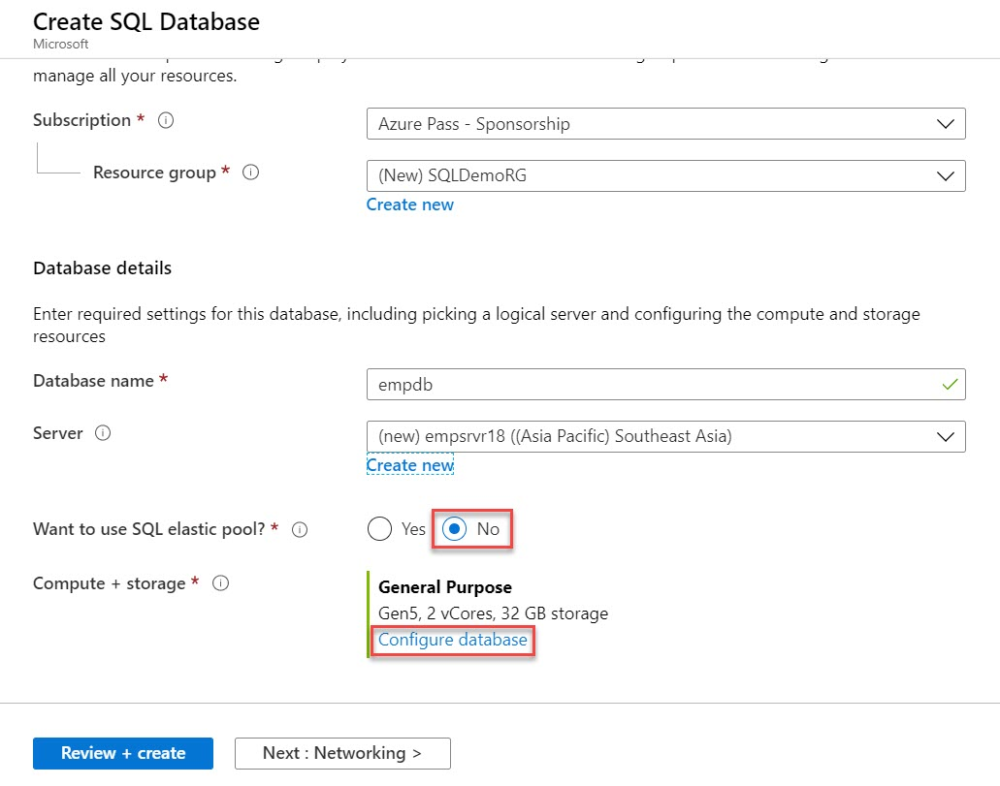 Create SQL Database
Microsoft
manage all your resources.
Subscription *
Azure Pass - Sponsorship
Resource group *
(New) SQLDemoRG
Create new
Database details
Enter required settings for this database, including picking a logical server and configuring the compute and storage
resources
Database name *
empdb
Server
(new) empsrvr18 ((Asia Pacific) Southeast Asia)
Create new
Want to use SQL elastic pool? *
Yes
No
Compute + storage *
General Purpose
Gen5, 2 vCores, 32 GB storage
Configure database
Review + create
Next : Networking >